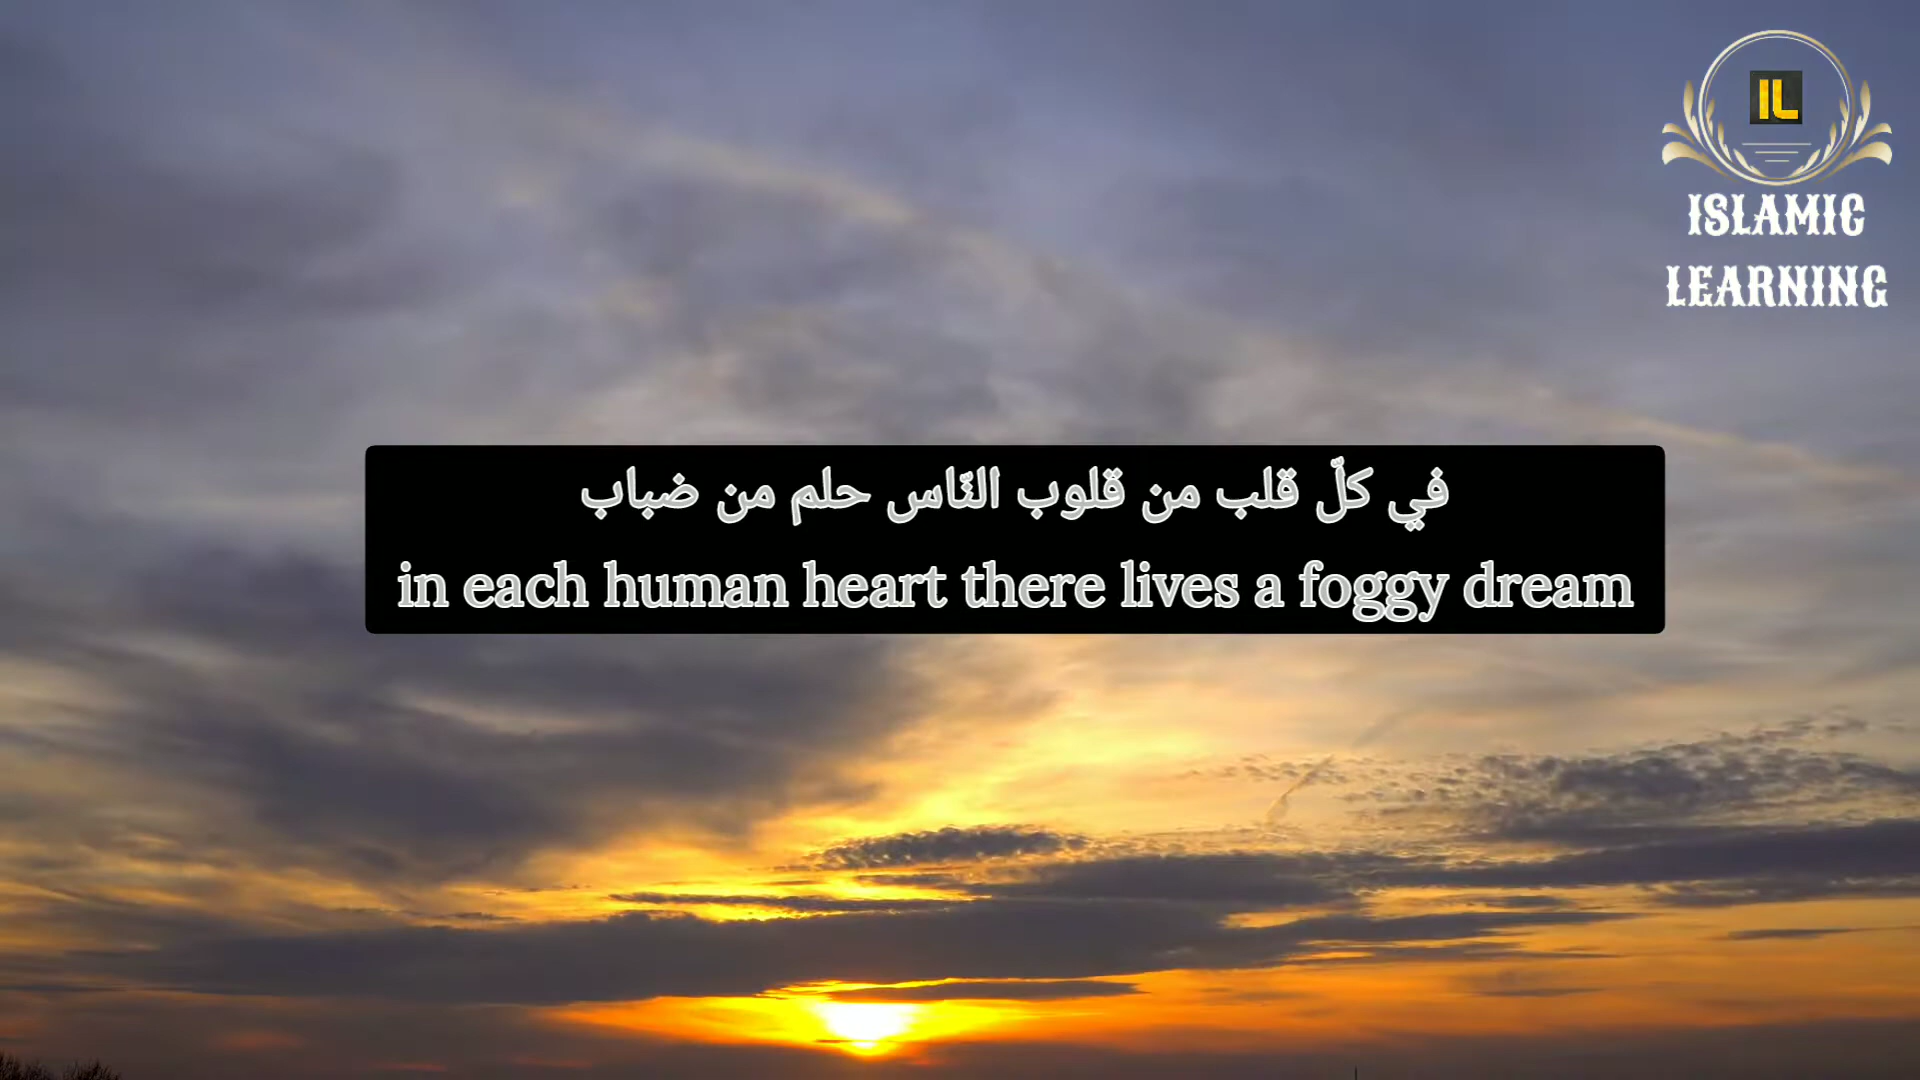 IL
ISLAMIC
LEARNING
في كلّ قلب من قلوب النّاس حلم من ضباب
in each human heart there lives a foggy dream